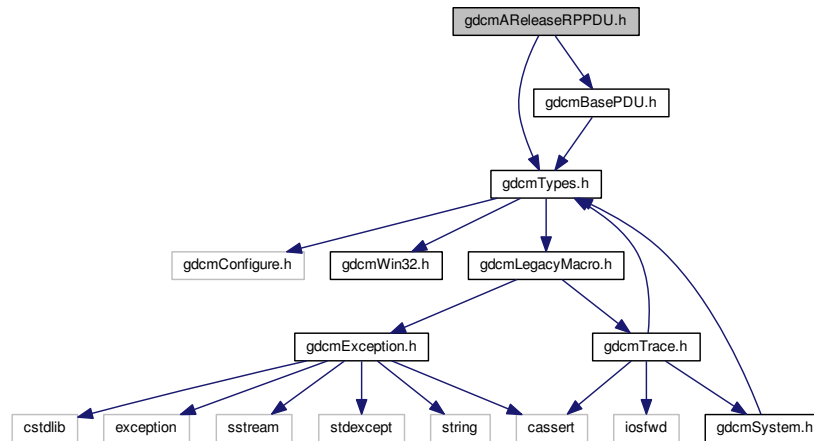 gdcmAReleaseRPPDU.h
gdcmBasePDU.h
gdcmTypes.h
gdcmConfigure.h
gdcmWin32.h
gdcmLegacyMacro.h
gdcmException.h
gdcmTrace.h
cstdlib
exception
sstream
stdexcept
string
cassert
iosfwd
gdcmSystem.h